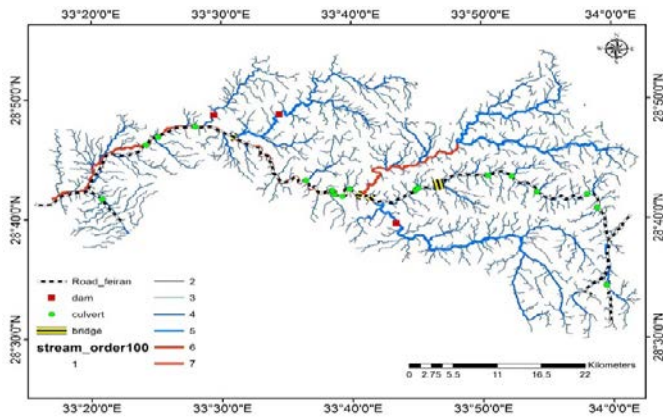 33°20'0"E 33°30'0"E 33°40'0"E 33°50'0"E 34°0'0"E
28°50'0"N 28°50'0"N
28°40'0"N 28°40'0"N
28°30'0"N 28°30'0"N
Road_feiran 2
dam 3
culvert 4
bridge 5
stream_order100 6
1 7
Kilometers
0 2.75 5.5 11 16.5 22
33°20'0"E 33°30'0"E 33°40'0"E 33°50'0"E 34°0'0"E